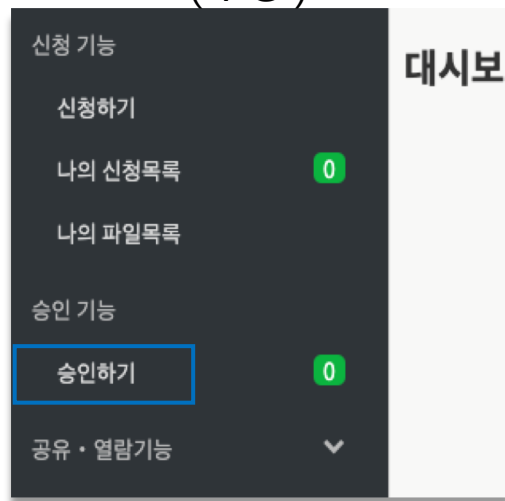 신청 기능
대시보
신청하기
나의 신청목록 0
나의 파일목록
승인 기능
승인하기 0
공유・열람기능